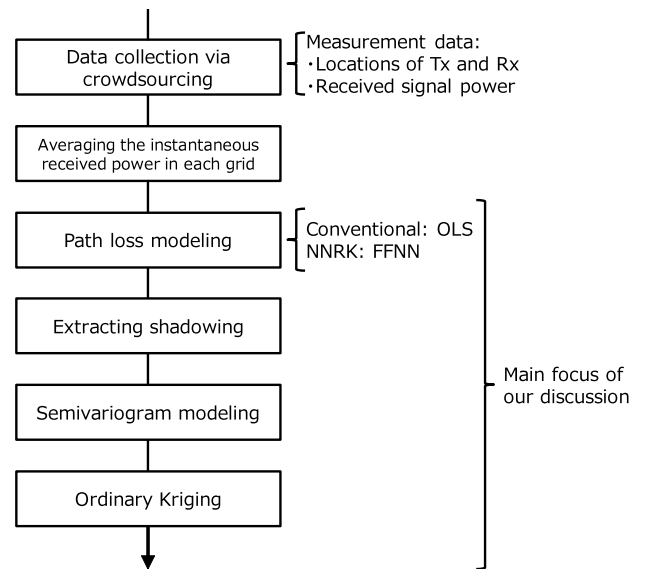 Data collection via
crowdsourcing
Measurement data:
・Locations of Tx and Rx
・Received signal power
Averaging the instantaneous
received power in each grid
Path loss modeling
Conventional: OLS
NNRK: FFNN
Extracting shadowing
Main focus of
our discussion
Semivariogram modeling
Ordinary Kriging